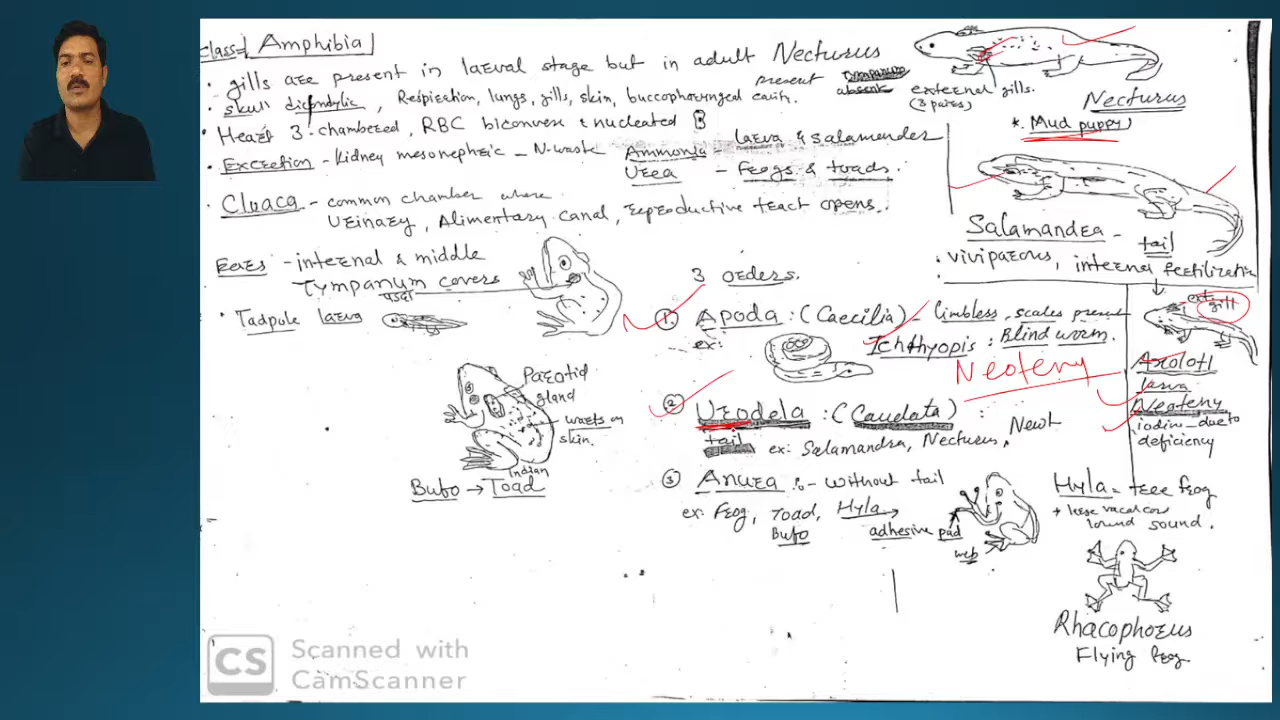 class= Amphibia
• gills are present in larval stage but in adult Necturus present
• skull dicondylic, Respiration, lungs, gills, skin, buccopharyngeal cavity.
• Heart 3-chambered RBC biconvex & nucleated
• Excretion - kidney mesonephric - N-waste Ammonia - larva & salamander
Urea - Frogs & toads.
• Cloaca - common chamber where
Urinary, Alimentary canal, reproductive tract opens.
Ears - internal & middle
Tympanum covers
• Tadpole larva
Parotid
gland
warts on
skin.
Indian
Bufo → Toad
external gills.
(3 pairs)
Necturus
*. Mud puppy
Salamandra -
tail
• viviparous, internal fertilization
3 orders.
1. Apoda : (Caecilia) - limbless, scales present
ex:
Ichthyopis : Blind worm.
Neoteny
② Urodela : (Caudata) :
tail
ex: Salamandra, Necturus, Newt
③ Anura :- without tail
ex: Frog, Toad, Hyla →
Bufo
adhesive pad
web
ext. gill
Axolotl
larva
Neoteny
iodine due to
deficiency
Hyla = tree frog
sound.
Rhacophorus
Flying frog.
CS
Scanned with
CamScanner